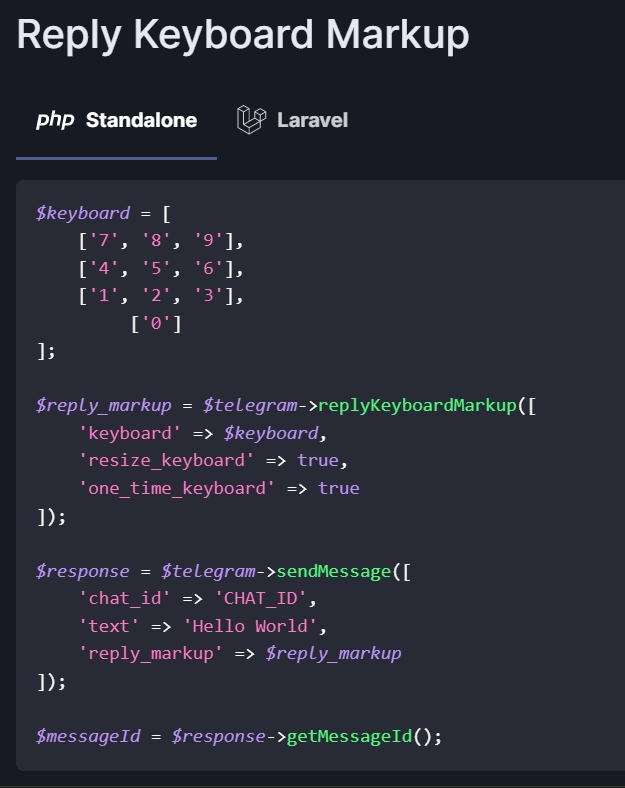 Reply Keyboard Markup
php Standalone Laravel
$keyboard = [
    ['7', '8', '9'],
    ['4', '5', '6'],
    ['1', '2', '3'],
         ['0']
];

$reply_markup = $telegram->replyKeyboardMarkup([
    'keyboard' => $keyboard,
    'resize_keyboard' => true,
    'one_time_keyboard' => true
]);

$response = $telegram->sendMessage([
    'chat_id' => 'CHAT_ID',
    'text' => 'Hello World',
    'reply_markup' => $reply_markup
]);

$messageId = $response->getMessageId();